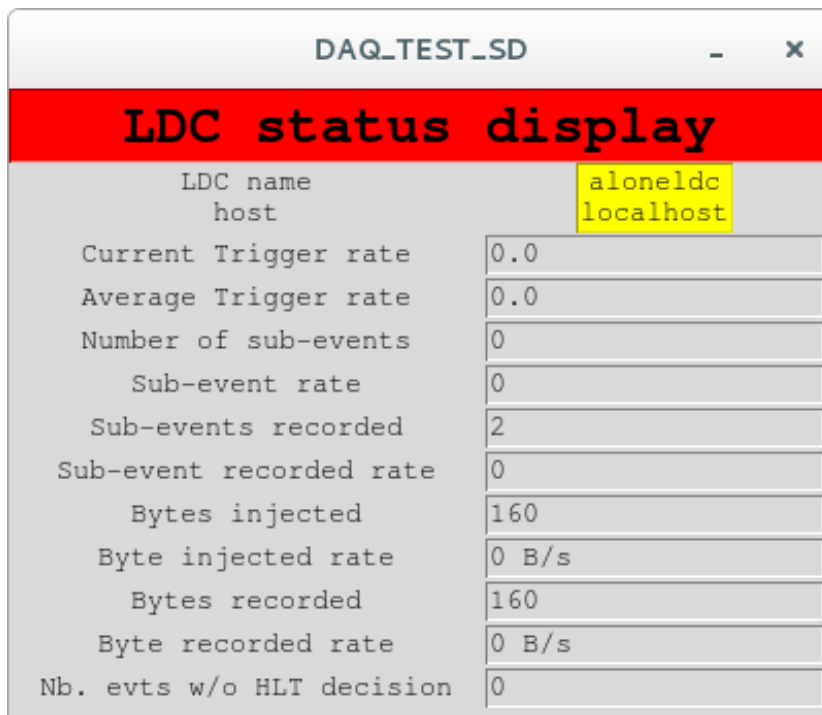 DAQ_TEST_SD
LDC status display
LDC name aloneldc
host localhost
Current Trigger rate 0.0
Average Trigger rate 0.0
Number of sub-events 0
Sub-event rate 0
Sub-events recorded 2
Sub-event recorded rate 0
Bytes injected 160
Byte injected rate 0 B/s
Bytes recorded 160
Byte recorded rate 0 B/s
Nb. evts w/o HLT decision 0